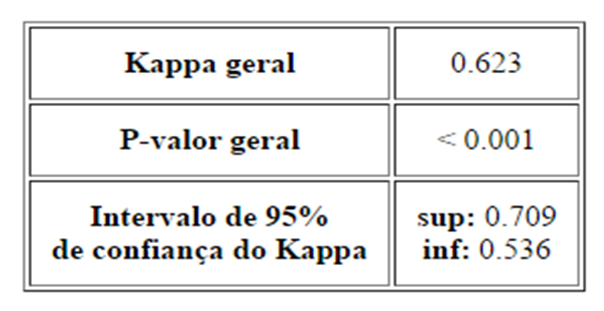 Kappa geral 0.623
P-valor geral < 0.001
Intervalo de 95% sup: 0.709
de confiança do Kappa inf: 0.536